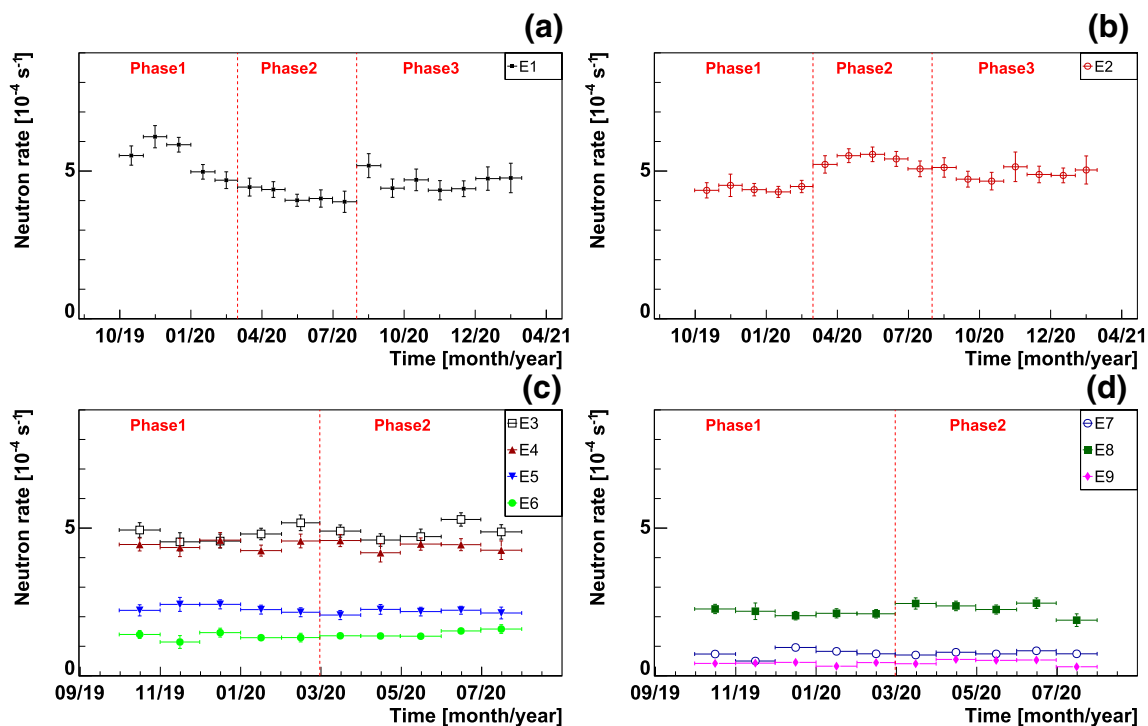 (a)
Neutron rate [10⁻⁴ s⁻¹]
Phase1 Phase2 Phase3
E1
5
0
10/19 01/20 04/20 07/20 10/20 12/20 04/21
Time [month/year]
(b)
Neutron rate [10⁻⁴ s⁻¹]
Phase1 Phase2 Phase3
E2
5
0
10/19 01/20 04/20 07/20 10/20 12/20 04/21
Time [month/year]
(c)
Neutron rate [10⁻⁴ s⁻¹]
Phase1 Phase2
E3
E4
E5
E6
5
0
09/19 11/19 01/20 03/20 05/20 07/20
Time [month/year]
(d)
Neutron rate [10⁻⁴ s⁻¹]
Phase1 Phase2
E7
E8
E9
5
0
09/19 11/19 01/20 03/20 05/20 07/20
Time [month/year]